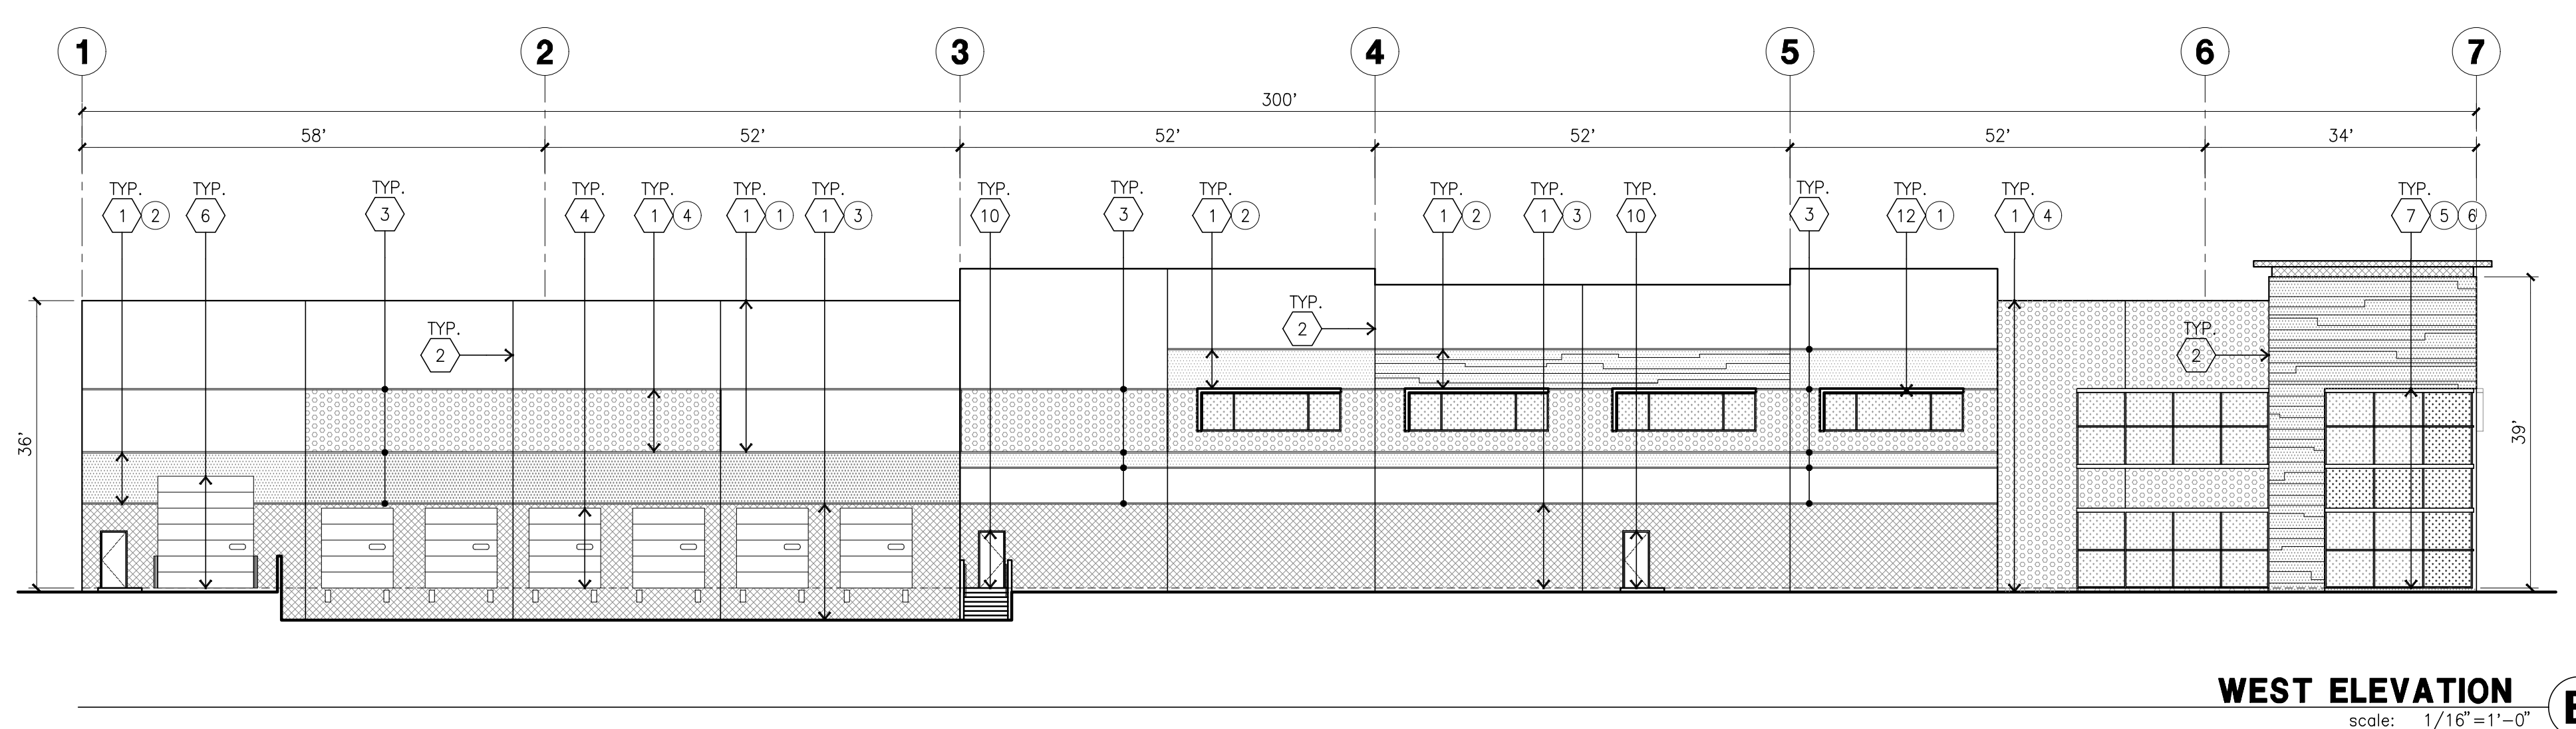 1 2 3 4 5 6 7
300'
58' 52' 52' 52' 52' 34'
TYP. TYP. TYP. TYP. TYP. TYP. TYP. TYP. TYP. TYP. TYP. TYP. TYP. TYP. TYP. TYP. TYP.
1 2 6 3 4 1 4 1 1 1 3 10 3 1 2 1 2 1 3 10 3 12 1 1 4 7 5 6
TYP.
2
TYP.
2
TYP.
2
36'
39'
WEST ELEVATION
scale: 1/16"=1'-0"